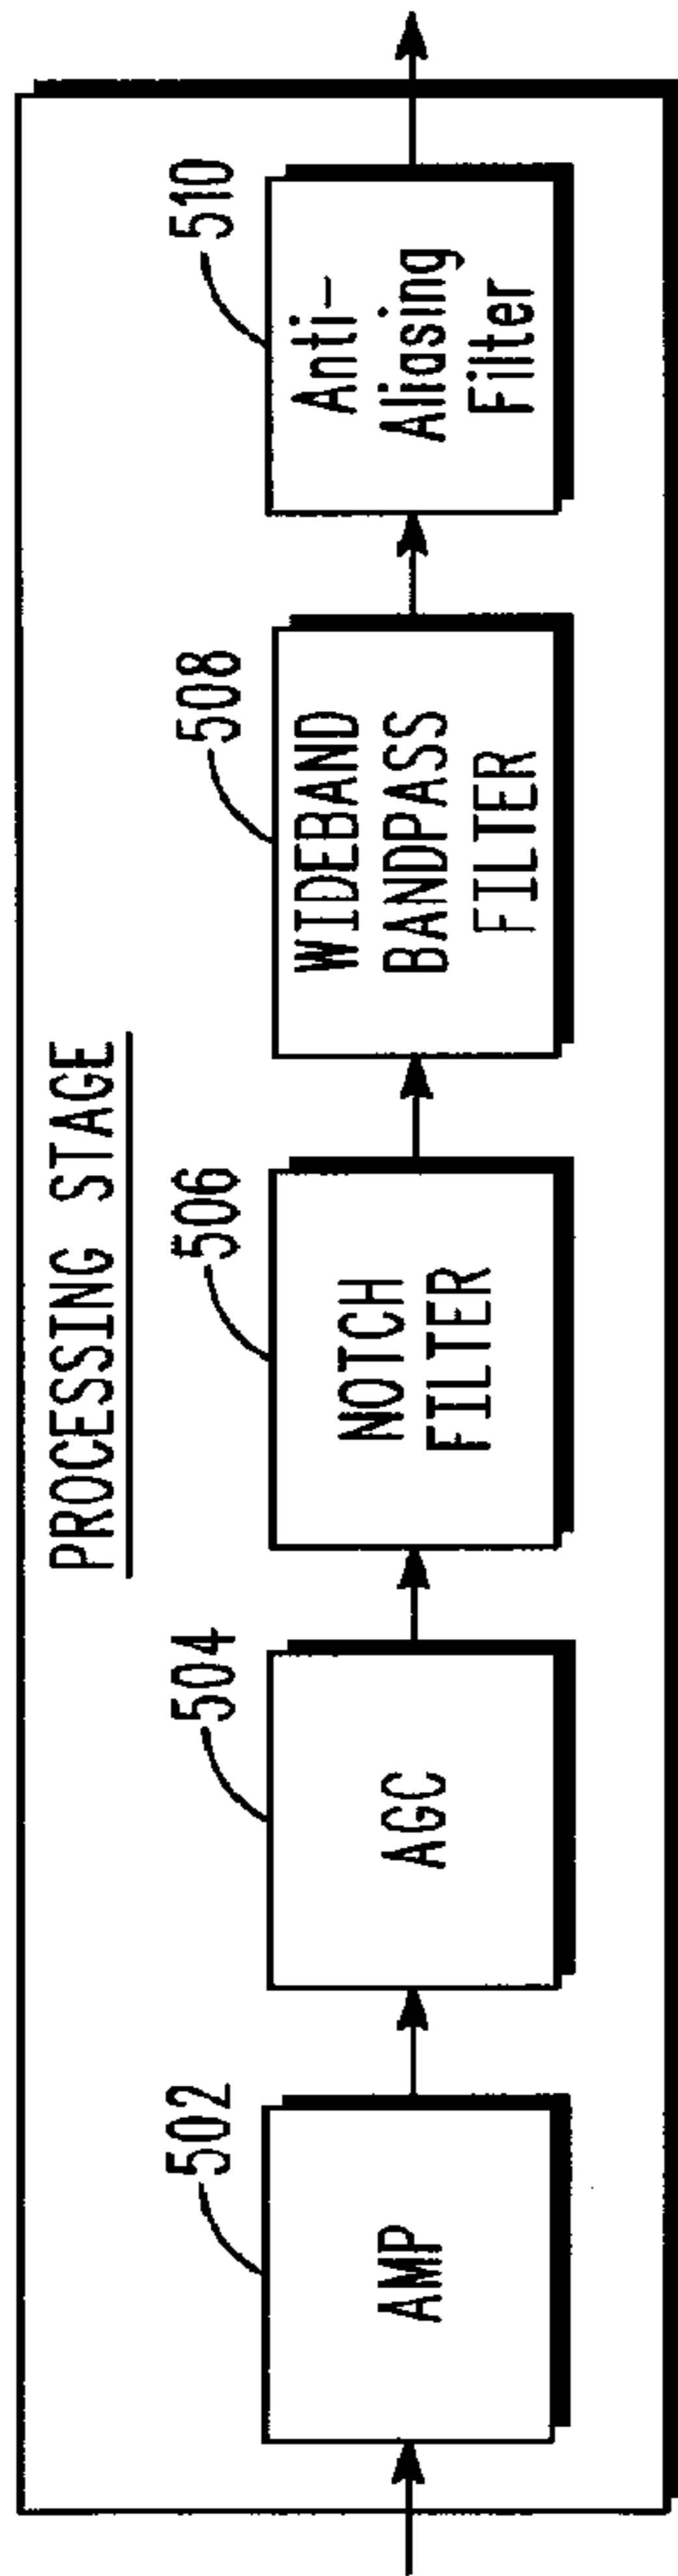 PROCESSING STAGE
502
AMP
504
AGC
506
NOTCH
FILTER
508
WIDEBAND
BANDPASS
FILTER
510
Anti-
Aliasing
Filter